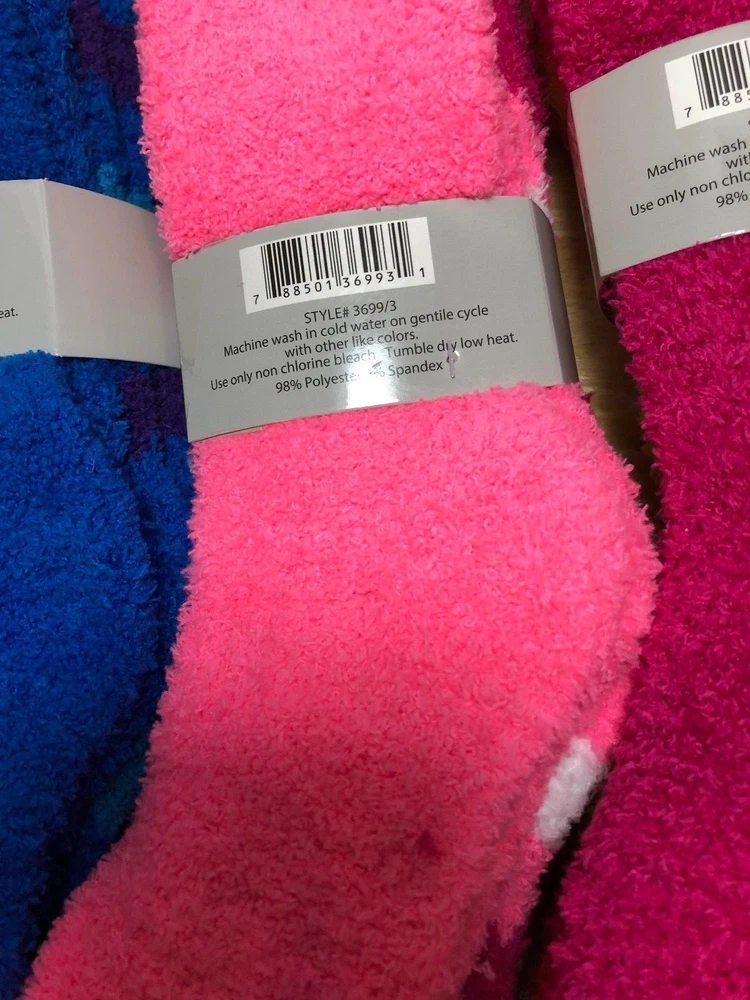 eat.
7 88501 36993 1
STYLE# 3699/3
Machine wash in cold water on gentile cycle
with other like colors.
Use only non chlorine bleach. Tumble dry low heat.
98% Polyester % Spandex
7 885
Machine wash
with
Use only non chlo
98%